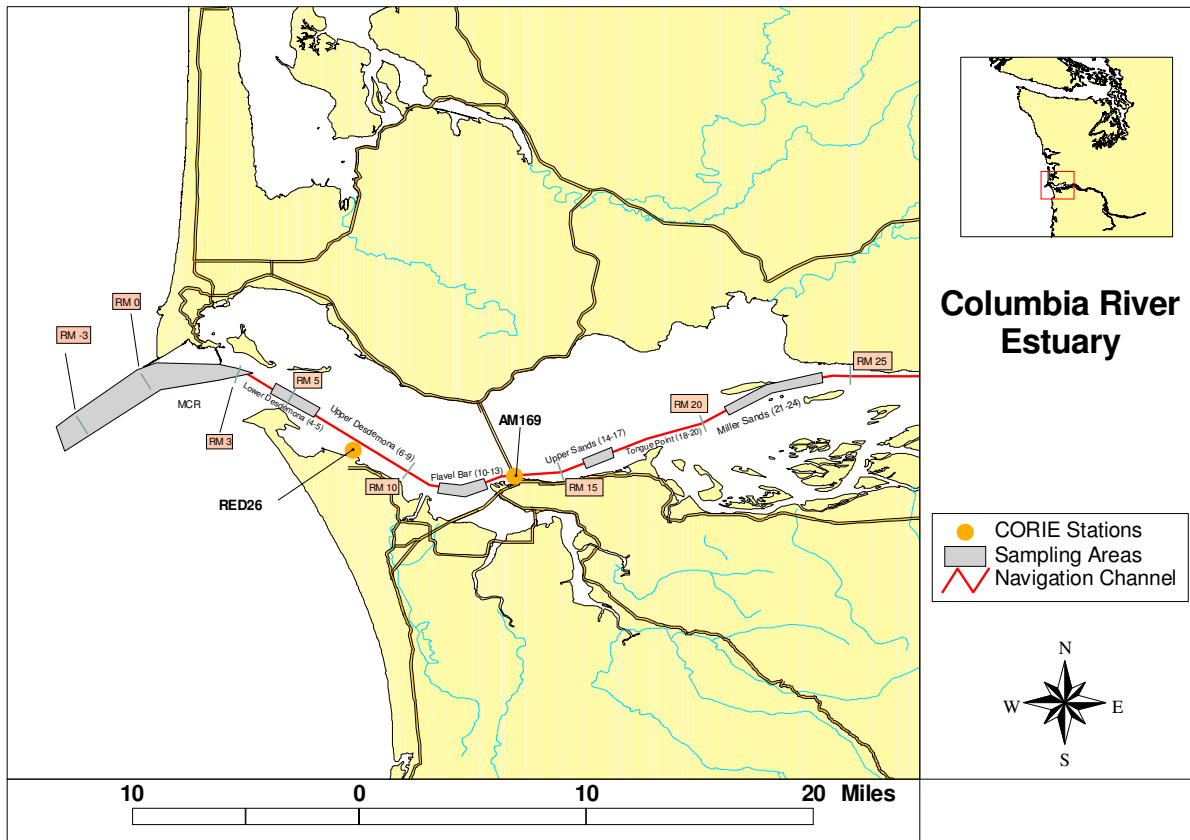 RM 0
RM -3
MCR
RM 3
RM 5
Lower Desdemona (4-5)
Upper Desdemona (6-9)
RED26
RM 10
Flavel Bar (10-13)
AM169
Upper Sands (14-17)
RM 15
Tongue Point (18-20)
RM 20
Miller Sands (21-24)
RM 25
Columbia River
Estuary
CORIE Stations
Sampling Areas
Navigation Channel
N
W
E
S
10
0
10
20 Miles